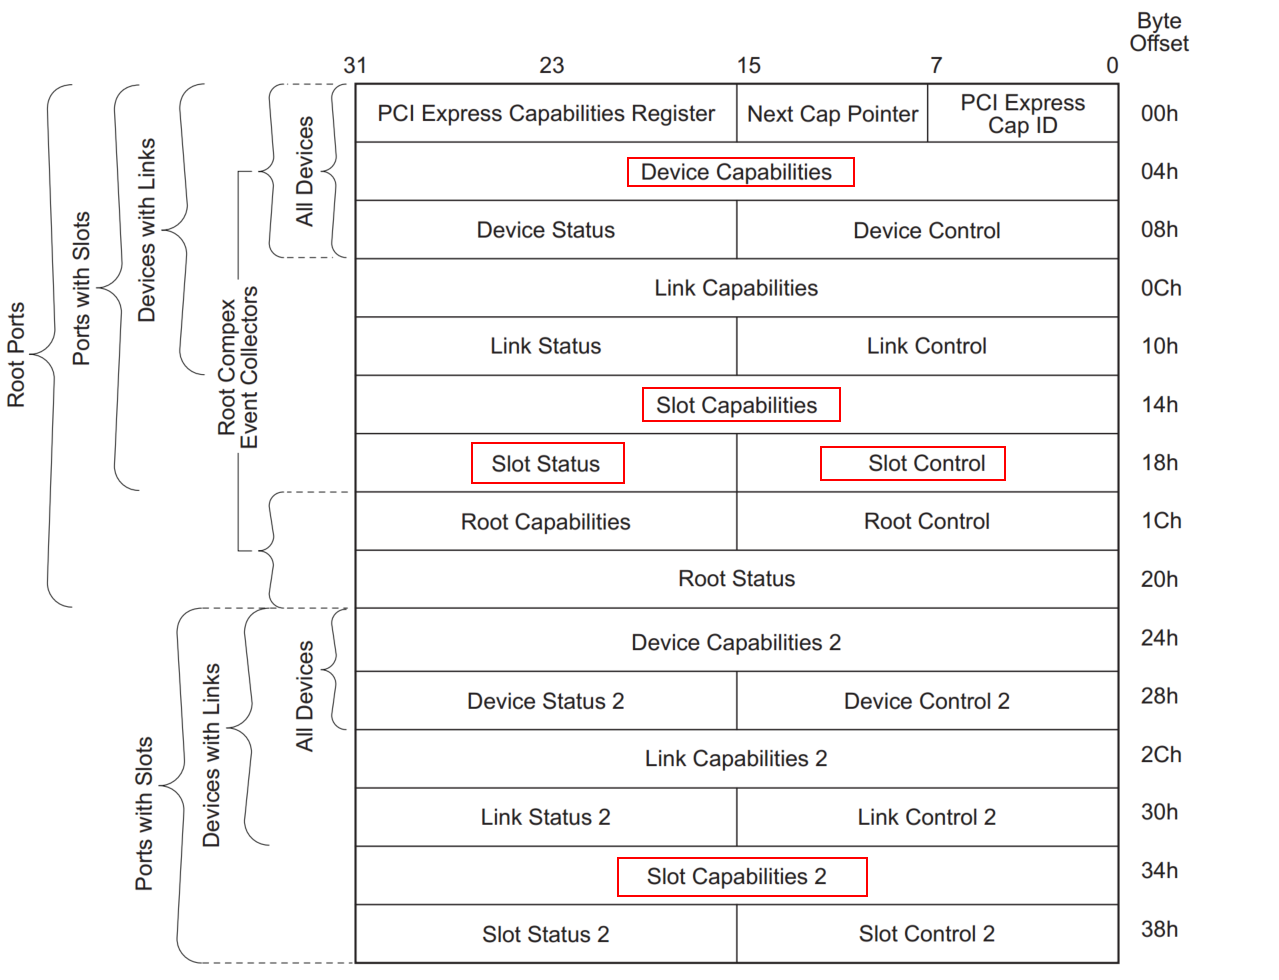 Byte
Offset
31 23 15 7 0
PCI Express Capabilities Register Next Cap Pointer PCI Express
Cap ID 00h
Device Capabilities 04h
Device Status Device Control 08h
Link Capabilities 0Ch
Link Status Link Control 10h
Slot Capabilities 14h
Slot Status Slot Control 18h
Root Capabilities Root Control 1Ch
Root Status 20h
Device Capabilities 2 24h
Device Status 2 Device Control 2 28h
Link Capabilities 2 2Ch
Link Status 2 Link Control 2 30h
Slot Capabilities 2 34h
Slot Status 2 Slot Control 2 38h
Root Ports
Ports with Slots
Devices with Links
Root Compex
Event Collectors
All Devices
Ports with Slots
Devices with Links
All Devices